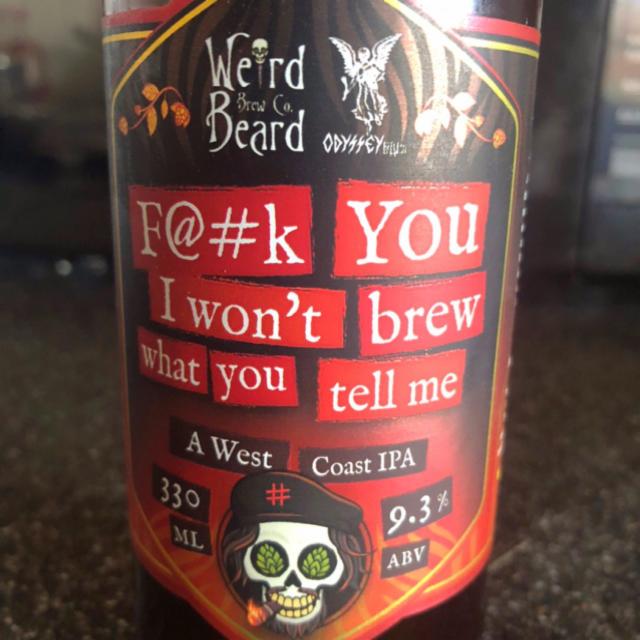 Weird
Brew Co.
Beard
ODYSSEY
F@#k You
I won't brew
what you tell me
A West Coast IPA
330
ML
#
9.3%
ABV